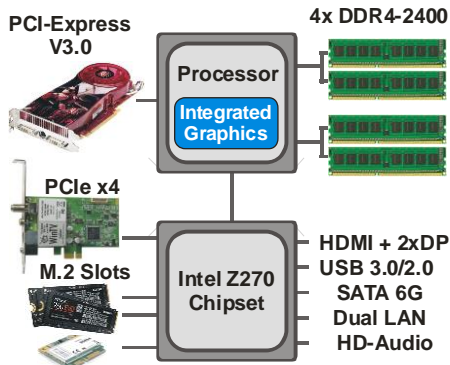 PCI-Express
V3.0
4x DDR4-2400
Processor
Integrated
Graphics
PCIe x4
WinTV
M.2 Slots
Intel Z270
Chipset
HDMI + 2xDP
USB 3.0/2.0
SATA 6G
Dual LAN
HD-Audio